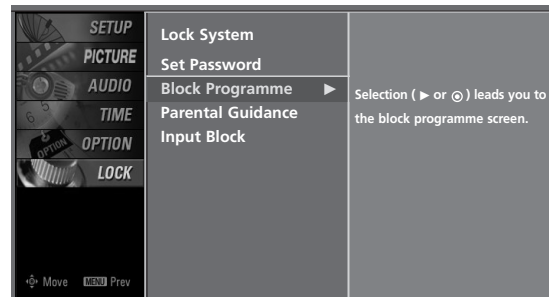 SETUP
PICTURE
AUDIO
TIME
OPTION
LOCK
Move MENU Prev
Lock System
Set Password
Block Programme ▶
Parental Guidance
Input Block
Selection ( ▶ or ◉ ) leads you to
the block programme screen.